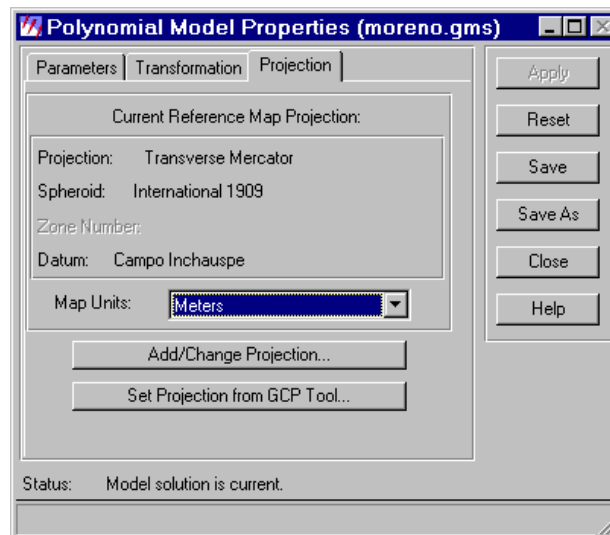 Polynomial Model Properties (moreno.gms)
Parameters Transformation Projection
Current Reference Map Projection:
Projection: Transverse Mercator
Spheroid: International 1909
Zone Number:
Datum: Campo Inchauspe
Map Units: Meters
Add/Change Projection...
Set Projection from GCP Tool...
Apply
Reset
Save
Save As
Close
Help
Status: Model solution is current.